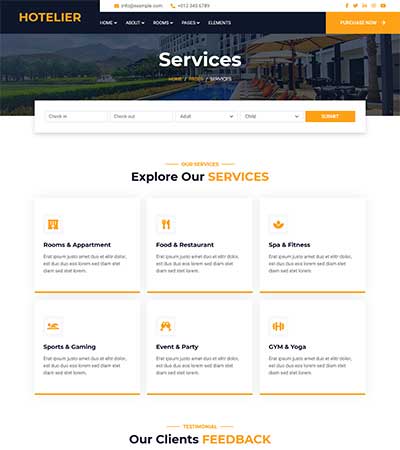 HOTELIER
info@example.com
+012 345 6789
HOME
ABOUT
ROOMS
PAGES
ELEMENTS
PURCHASE NOW
Services
HOME / PAGES / SERVICES
Check in
Check out
Adult
Child
SUBMIT
OUR SERVICES
Explore Our SERVICES
Rooms & Appartment
Erat ipsum justo amet duo et elitr dolor,
est duo duo eos lorem sed diam stet
diam sed stet lorem.
Food & Restaurant
Erat ipsum justo amet duo et elitr dolor,
est duo duo eos lorem sed diam stet
diam sed stet lorem.
Spa & Fitness
Erat ipsum justo amet duo et elitr dolor,
est duo duo eos lorem sed diam stet
diam sed stet lorem.
Sports & Gaming
Erat ipsum justo amet duo et elitr dolor,
est duo duo eos lorem sed diam stet
diam sed stet lorem.
Event & Party
Erat ipsum justo amet duo et elitr dolor,
est duo duo eos lorem sed diam stet
diam sed stet lorem.
GYM & Yoga
Erat ipsum justo amet duo et elitr dolor,
est duo duo eos lorem sed diam stet
diam sed stet lorem.
TESTIMONIAL
Our Clients FEEDBACK